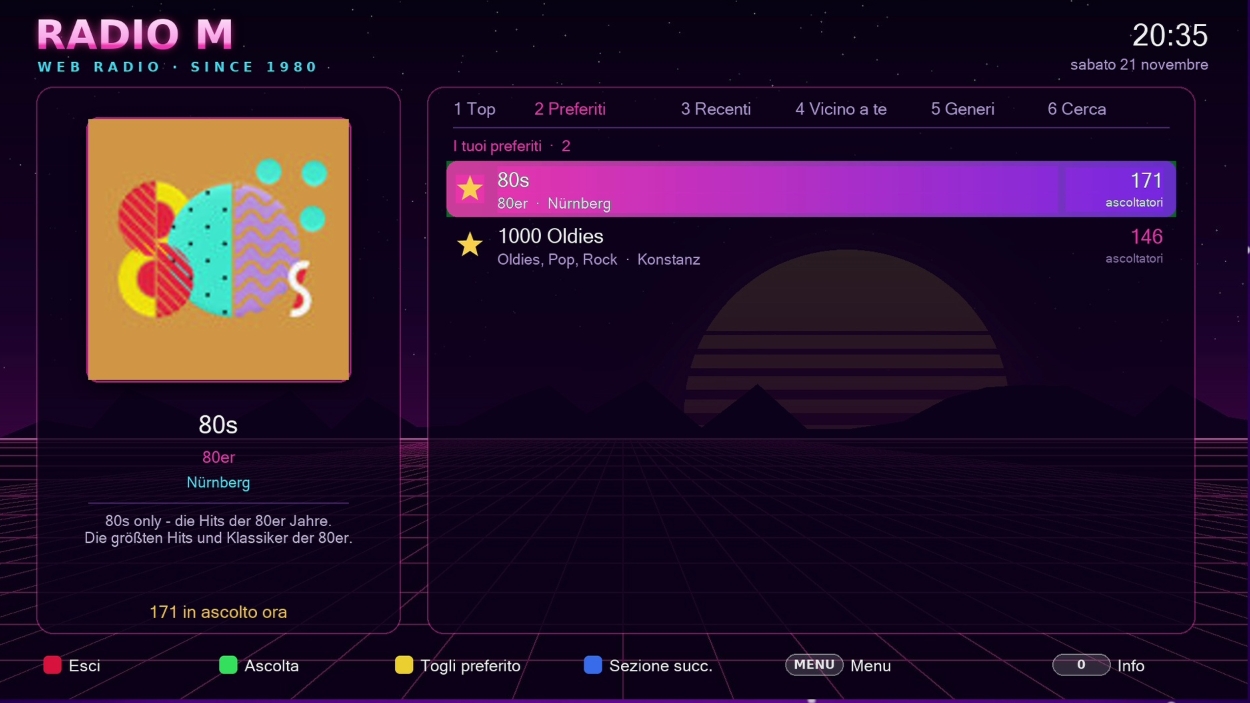 RADIO M
WEB RADIO · SINCE 1980
20:35
sabato 21 novembre
1 Top 2 Preferiti 3 Recenti 4 Vicino a te 5 Generi 6 Cerca
I tuoi preferiti · 2
80s
80er · Nürnberg
171
ascoltatori
1000 Oldies
Oldies, Pop, Rock · Konstanz
146
ascoltatori
80s
80s
80er
Nürnberg
80s only - die Hits der 80er Jahre.
Die größten Hits und Klassiker der 80er.
171 in ascolto ora
Esci Ascolta Togli preferito Sezione succ. MENU Menu 0 Info